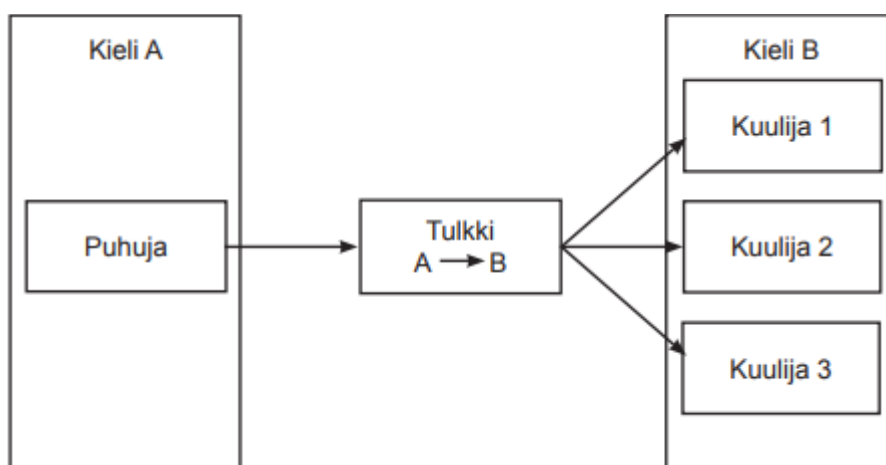 Kieli A
Kieli B
Kuulija 1
Puhuja
Tulkki
A → B
Kuulija 2
Kuulija 3